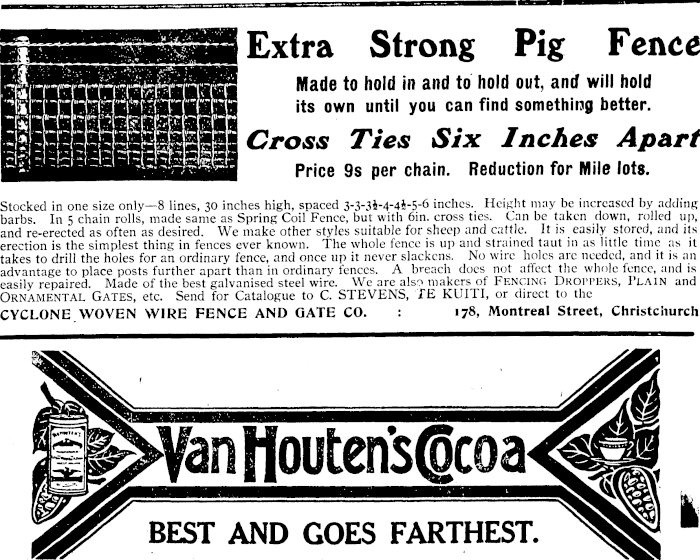 Extra Strong Pig Fence
Made to hold in and to hold out, and will hold
its own until you can find something better.
Cross Ties Six Inches Apart
Price 9s per chain. Reduction for Mile lots.
Stocked in one size only—8 lines, 30 inches high, spaced 3-3-3½-4-4½-5-6 inches. Height may be increased by adding
barbs. In 5 chain rolls, made same as Spring Coil Fence, but with 6in. cross ties. Can be taken down, rolled up,
and re-erected as often as desired. We make other styles suitable for sheep and cattle. It is easily stored, and its
erection is the simplest thing in fences ever known. The whole fence is up and strained taut in as little time as it
takes to drill the holes for an ordinary fence, and once up it never slackens. No wire holes are needed, and it is an
advantage to place posts further apart than in ordinary fences. A breach does not affect the whole fence, and is
easily repaired. Made of the best galvanised steel wire. We are also makers of FENCING DROPPERS, PLAIN and
ORNAMENTAL GATES, etc. Send for Catalogue to C. STEVENS, TE KUITI, or direct to the
CYCLONE WOVEN WIRE FENCE AND GATE CO. : 178, Montreal Street, Christchurch
Van Houten's Cocoa
BEST AND GOES FARTHEST.